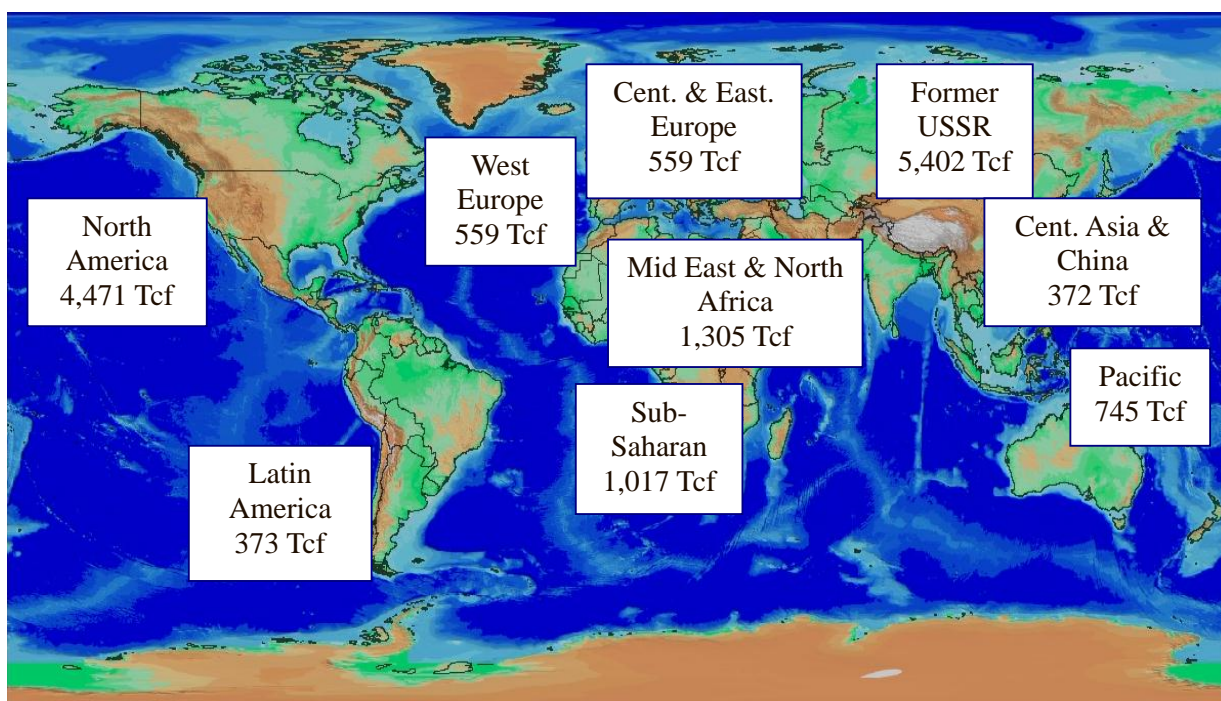 Cent. & East.
Europe
559 Tcf
Former
USSR
5,402 Tcf
West
Europe
559 Tcf
North
America
4,471 Tcf
Cent. Asia &
China
372 Tcf
Mid East & North
Africa
1,305 Tcf
Pacific
745 Tcf
Sub-
Saharan
1,017 Tcf
Latin
America
373 Tcf